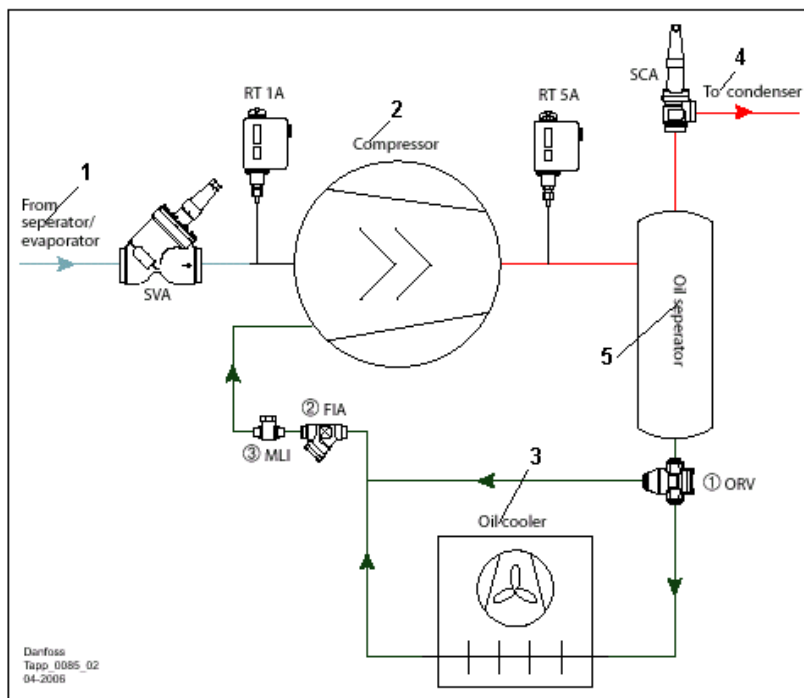 4
SCA
To condenser
RT 1A
2
RT 5A
Compressor
1
From
seperator/
evaporator
SVA
Oil seperator
5
② FIA
③ MLI
3
① ORV
Oil cooler
Danfoss
Tapp_0085_02
04-2006